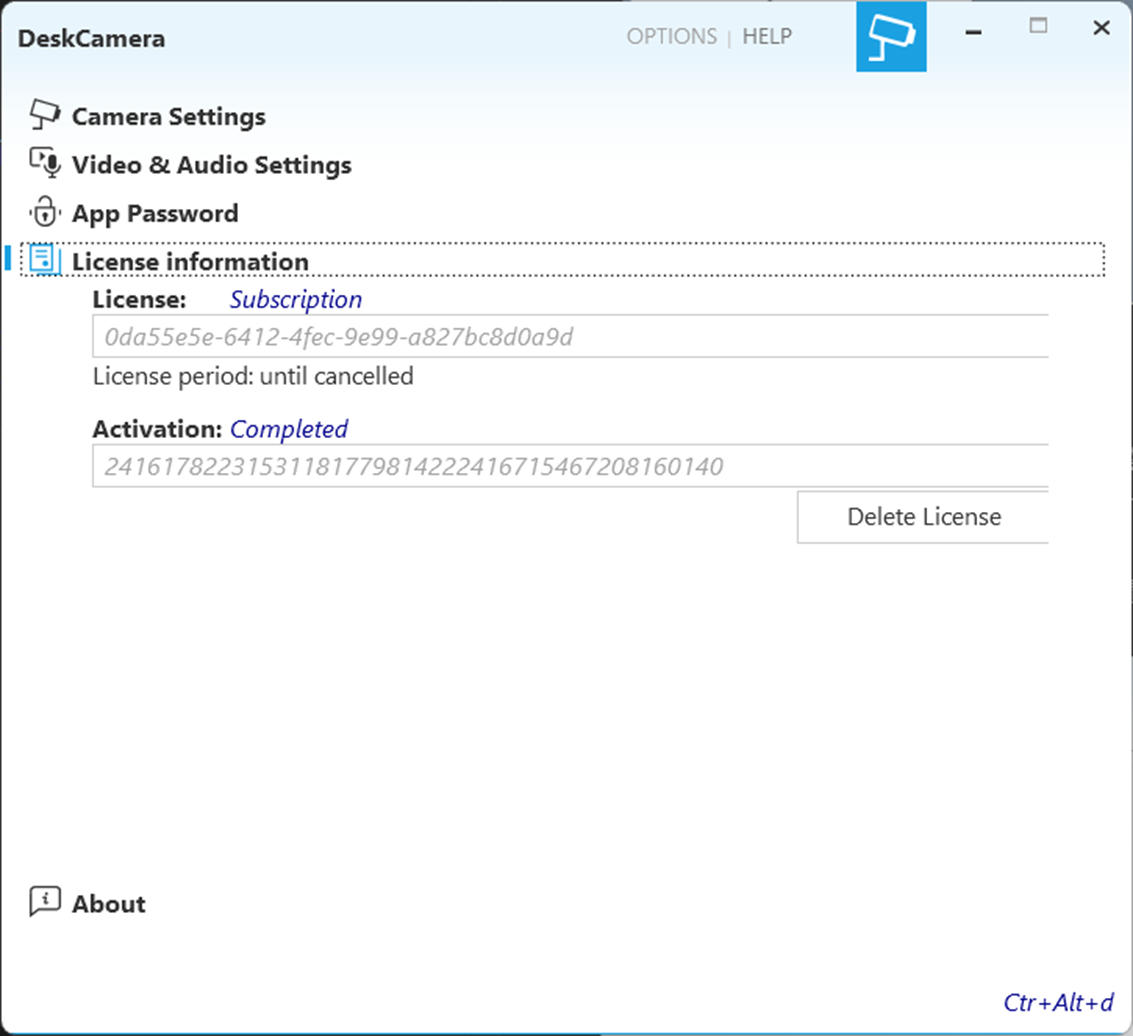 DeskCamera
OPTIONS | HELP
Camera Settings
Video & Audio Settings
App Password
License information
License: Subscription
0da55e5e-6412-4fec-9e99-a827bc8d0a9d
License period: until cancelled
Activation: Completed
24161782231531181779814222416715467208160140
Delete License
About
Ctr+Alt+d